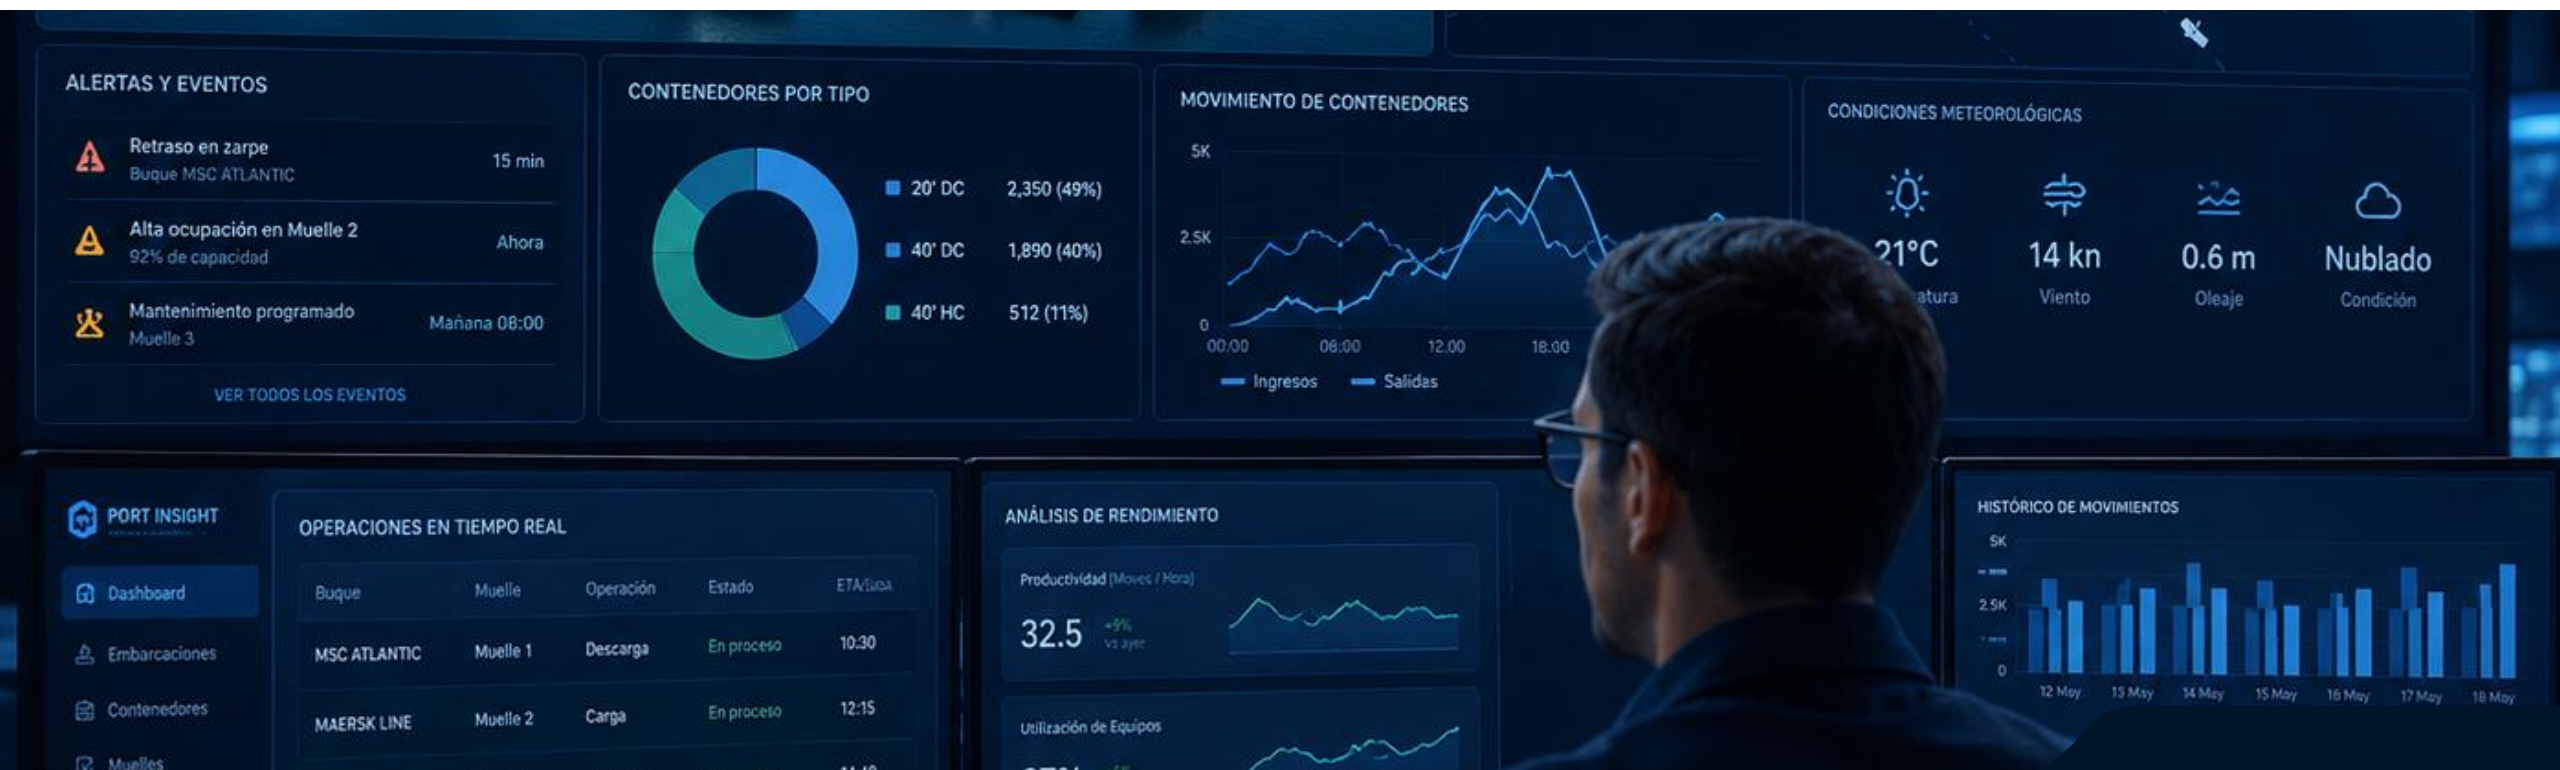 ALERTAS Y EVENTOS
Retraso en zarpe
Buque MSC ATLANTIC
15 min
Alta ocupación en Muelle 2
92% de capacidad
Ahora
Mantenimiento programado
Muelle 3
Mañana 08:00
VER TODOS LOS EVENTOS
CONTENEDORES POR TIPO
20' DC 2,350 (49%)
40' DC 1,890 (40%)
40' HC 512 (11%)
MOVIMIENTO DE CONTENEDORES
5K
2.5K
0
00:00 06:00 12.00 18:00
Ingresos Salidas
CONDICIONES METEOROLÓGICAS
21°C
atura
14 kn
Viento
0.6 m
Oleaje
Nublado
Condición
PORT INSIGHT
Dashboard
Embarcaciones
Contenedores
Muelles
OPERACIONES EN TIEMPO REAL
Buque Muelle Operación Estado
MSC ATLANTIC Muelle 1 Descarga En proceso 10:30
MAERSK LINE Muelle 2 Carga En proceso 12:15
ANÁLISIS DE RENDIMIENTO
Productividad (Moves / Hora)
32.5
+9%
vs ayer
Utilización de Equipos
HISTÓRICO DE MOVIMIENTOS
5K
2.5K
0
12 May 13 May 14 May 15 May 16 May 17 May 18 May